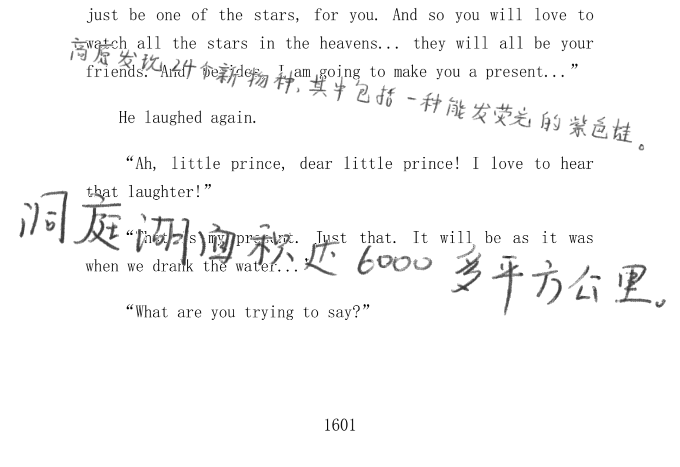 just be one of the stars, for you. And so you will love to
watch all the stars in the heavens... they will all be your
friends. And, besides, I am going to make you a present...”
高原发现24个新物种,其中包括一种能发荧光的紫色蛙。
He laughed again.
“Ah, little prince, dear little prince! I love to hear
that laughter!”
洞庭湖面积达6000多平方公里。
“That is my present. Just that. It will be as it was
when we drank the water...”
“What are you trying to say?”
1601